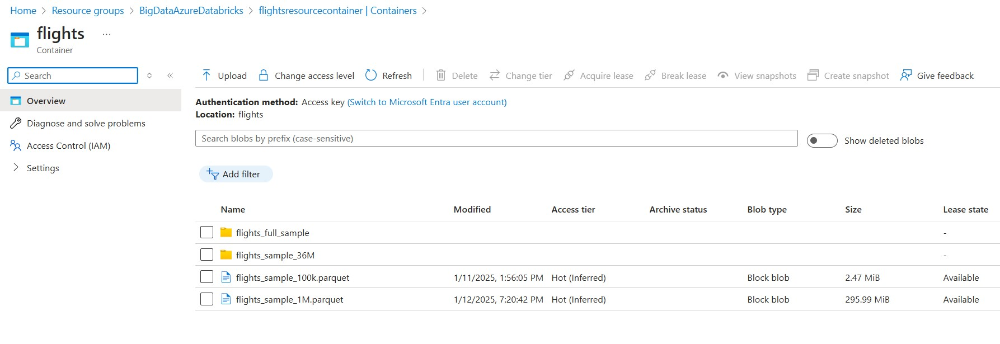 Home > Resource groups > BigDataAzureDatabricks > flightsresourcecontainer | Containers >
flights ...
Container
Search
Overview
Diagnose and solve problems
Access Control (IAM)
Settings
Upload Change access level Refresh Delete Change tier Acquire lease Break lease View snapshots Create snapshot Give feedback
Authentication method: Access key (Switch to Microsoft Entra user account)
Location: flights
Search blobs by prefix (case-sensitive)
Show deleted blobs
Add filter
Name Modified Access tier Archive status Blob type Size Lease state
flights_full_sample -
flights_sample_36M -
flights_sample_100k.parquet 1/11/2025, 1:56:05 PM Hot (Inferred) Block blob 2.47 MiB Available
flights_sample_1M.parquet 1/12/2025, 7:20:42 PM Hot (Inferred) Block blob 295.99 MiB Available